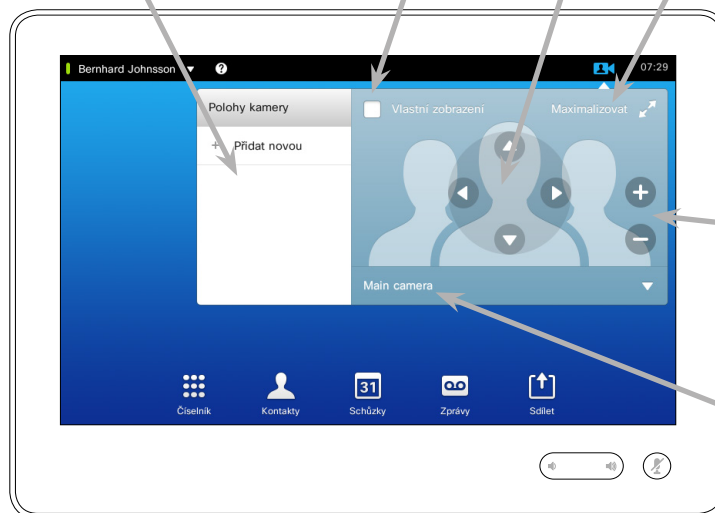 Bernhard Johnsson
?
07:29
Polohy kamery
+ Přidat novou
Vlastní zobrazení
Maximalizovat
Main camera
31
Číselník
Kontakty
Schůzky
Zprávy
Sdílet